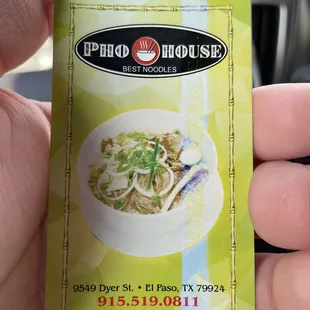 PHO HOUSE
BEST NOODLES
9549 Dyer St. • El Paso, TX 79924
915.519.0811